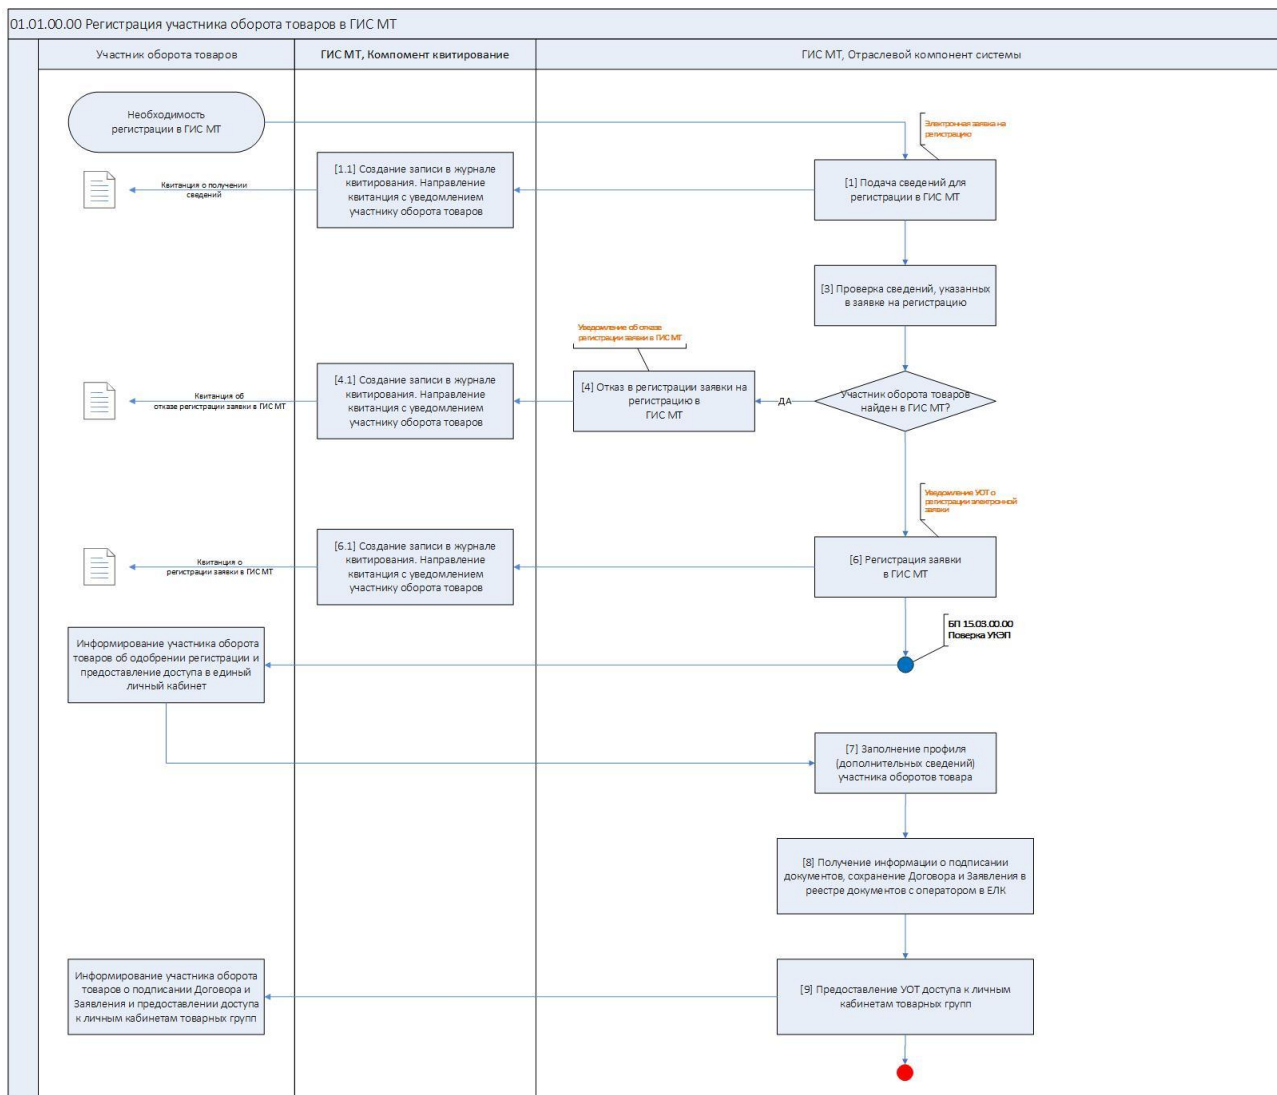 01.01.00.00 Регистрация участника оборота товаров в ГИС МТ
Участник оборота товаров
ГИС МТ, Компомент квитирование
ГИС МТ, Отраслевой компонент системы
Необходимость
регистрации в ГИС МТ
Электронная заявка на
регистрацию
Квитанция о получении
сведений
[1.1] Создание записи в журнале
квитирования. Направление
квитанция с уведомлением
участнику оборота товаров
[1] Подача сведений для
регистрации в ГИС МТ
[3] Проверка сведений, указанных
в заявке на регистрацию
Уведомление об отказе
регистрации заявки в ГИС МТ
Квитанция об
отказе регистрации заявки в ГИС МТ
[4.1] Создание записи в журнале
квитирования. Направление
квитанция с уведомлением
участнику оборота товаров
[4] Отказ в регистрации заявки на
регистрацию в
ГИС МТ
ДА
Участник оборота товаров
найден в ГИС МТ?
Уведомление УОТ о
регистрации электронной
заявки
Квитанция о
регистрации заявки в ГИС МТ
[6.1] Создание записи в журнале
квитирования. Направление
квитанция с уведомлением
участнику оборота товаров
[6] Регистрация заявки
в ГИС МТ
БП 15.03.00.00
Поверка УКЭП
Информирование участника оборота
товаров об одобрении регистрации и
предоставление доступа в единый
личный кабинет
[7] Заполнение профиля
(дополнительных сведений)
участника оборотов товара
[8] Получение информации о подписании
документов, сохранение Договора и Заявления в
реестре документов с оператором в ЕЛК
Информирование участника оборота
товаров о подписании Договора и
Заявления и предоставлении доступа
к личным кабинетам товарных групп
[9] Предоставление УОТ доступа к личным
кабинетам товарных групп